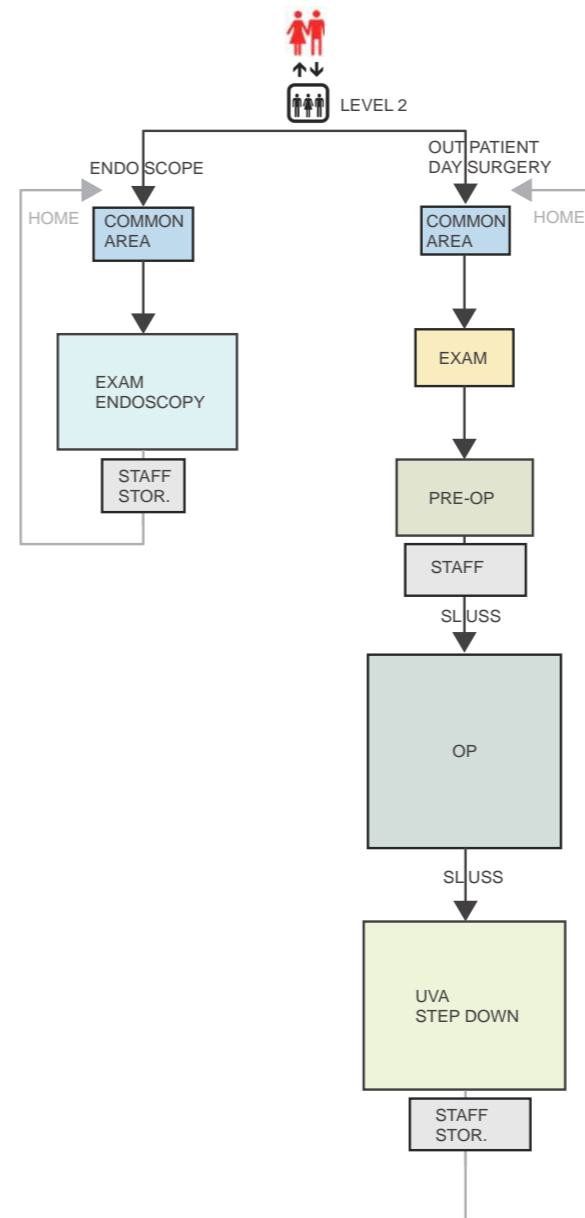 LEVEL 2
ENDO SCOPE
OUT PATIENT
DAY SURGERY
HOME
HOME
COMMON
AREA
COMMON
AREA
EXAM
ENDOSCOPY
EXAM
STAFF
STOR.
PRE-OP
STAFF
SLUSS
OP
SLUSS
UVA
STEP DOWN
STAFF
STOR.